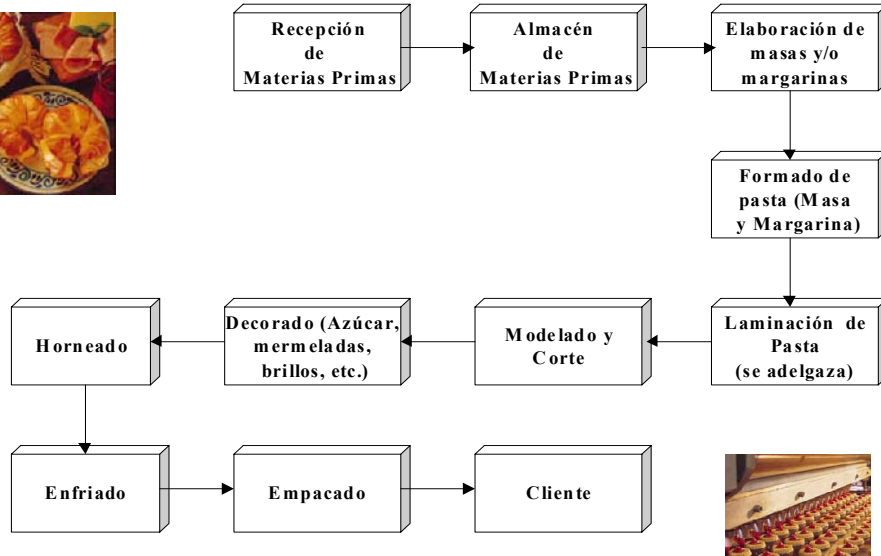 Recepción
de
Materias Primas
Almacén
de
Materias Primas
Elaboración de
masas y/o
margarinas
Formado de
pasta (Masa
y Margarina)
Laminación de
Pasta
(se adelgaza)
Modelado y
Corte
Decorado (Azúcar,
mermeladas,
brillos, etc.)
Horneado
Enfriado
Empacado
Cliente